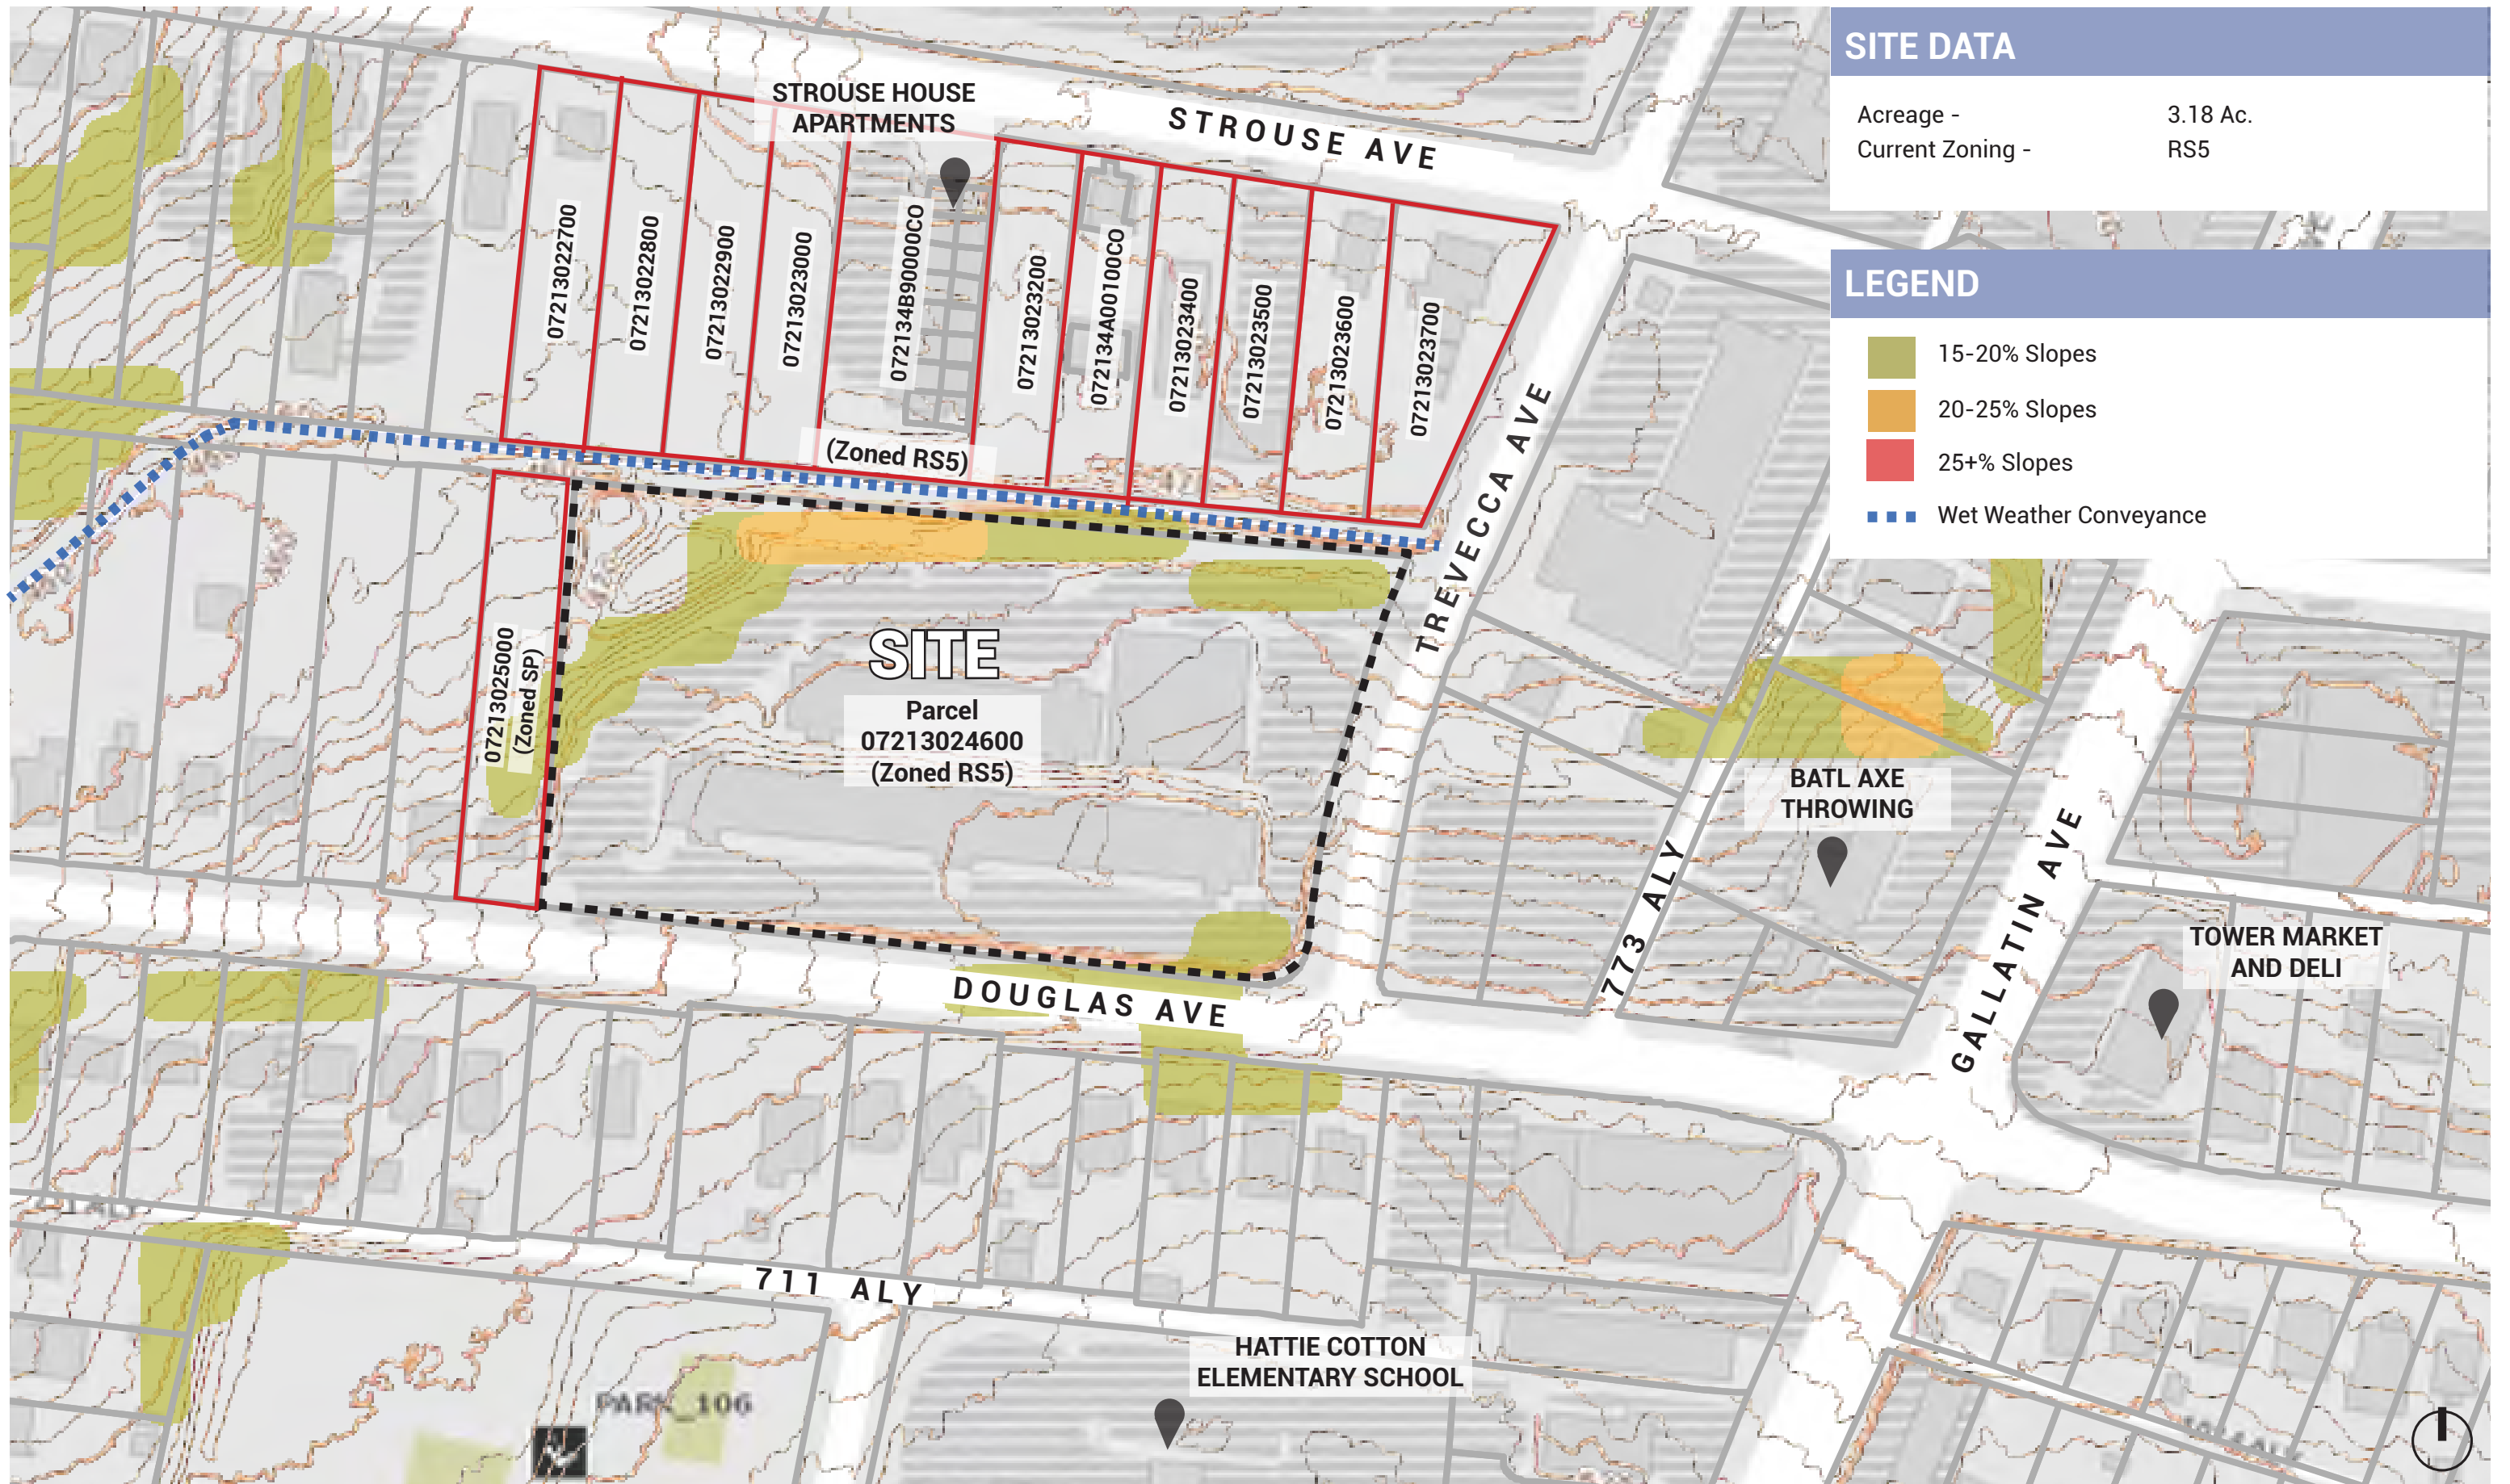 SITE DATA
Acreage - 3.18 Ac.
Current Zoning - RS5
LEGEND
15-20% Slopes
20-25% Slopes
25+% Slopes
Wet Weather Conveyance
STROUSE HOUSE
APARTMENTS
STROUSE AVE
07213022700
07213022800
07213022900
07213023000
072134B90000CO
07213023200
072134A00100CO
07213023400
07213023500
07213023600
07213023700
(Zoned RS5)
TREVECCA AVE
07213025000
(Zoned SP)
SITE
Parcel
07213024600
(Zoned RS5)
BATL AXE
THROWING
773 ALY
GALLATIN AVE
TOWER MARKET
AND DELI
DOUGLAS AVE
711 ALY
HATTIE COTTON
ELEMENTARY SCHOOL
PARK_106